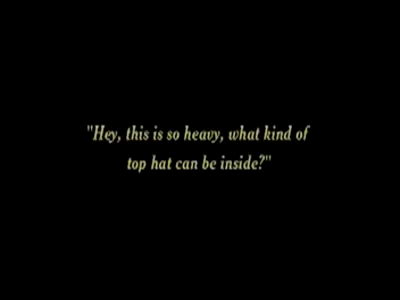 "Hey, this is so heavy, what kind of
top hat can be inside?"